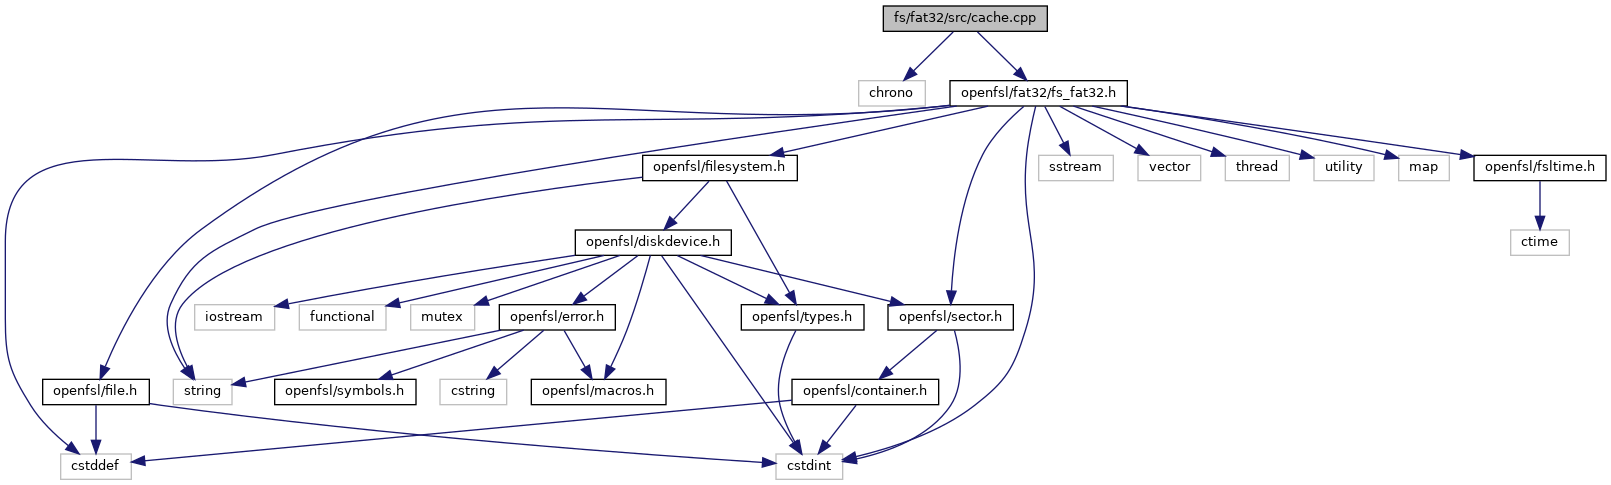 fs/fat32/src/cache.cpp
chrono
openfsl/fat32/fs_fat32.h
openfsl/filesystem.h
sstream
vector
thread
utility
map
openfsl/fsltime.h
openfsl/diskdevice.h
ctime
iostream
functional
mutex
openfsl/error.h
openfsl/types.h
openfsl/sector.h
openfsl/file.h
string
openfsl/symbols.h
cstring
openfsl/macros.h
openfsl/container.h
cstddef
cstdint